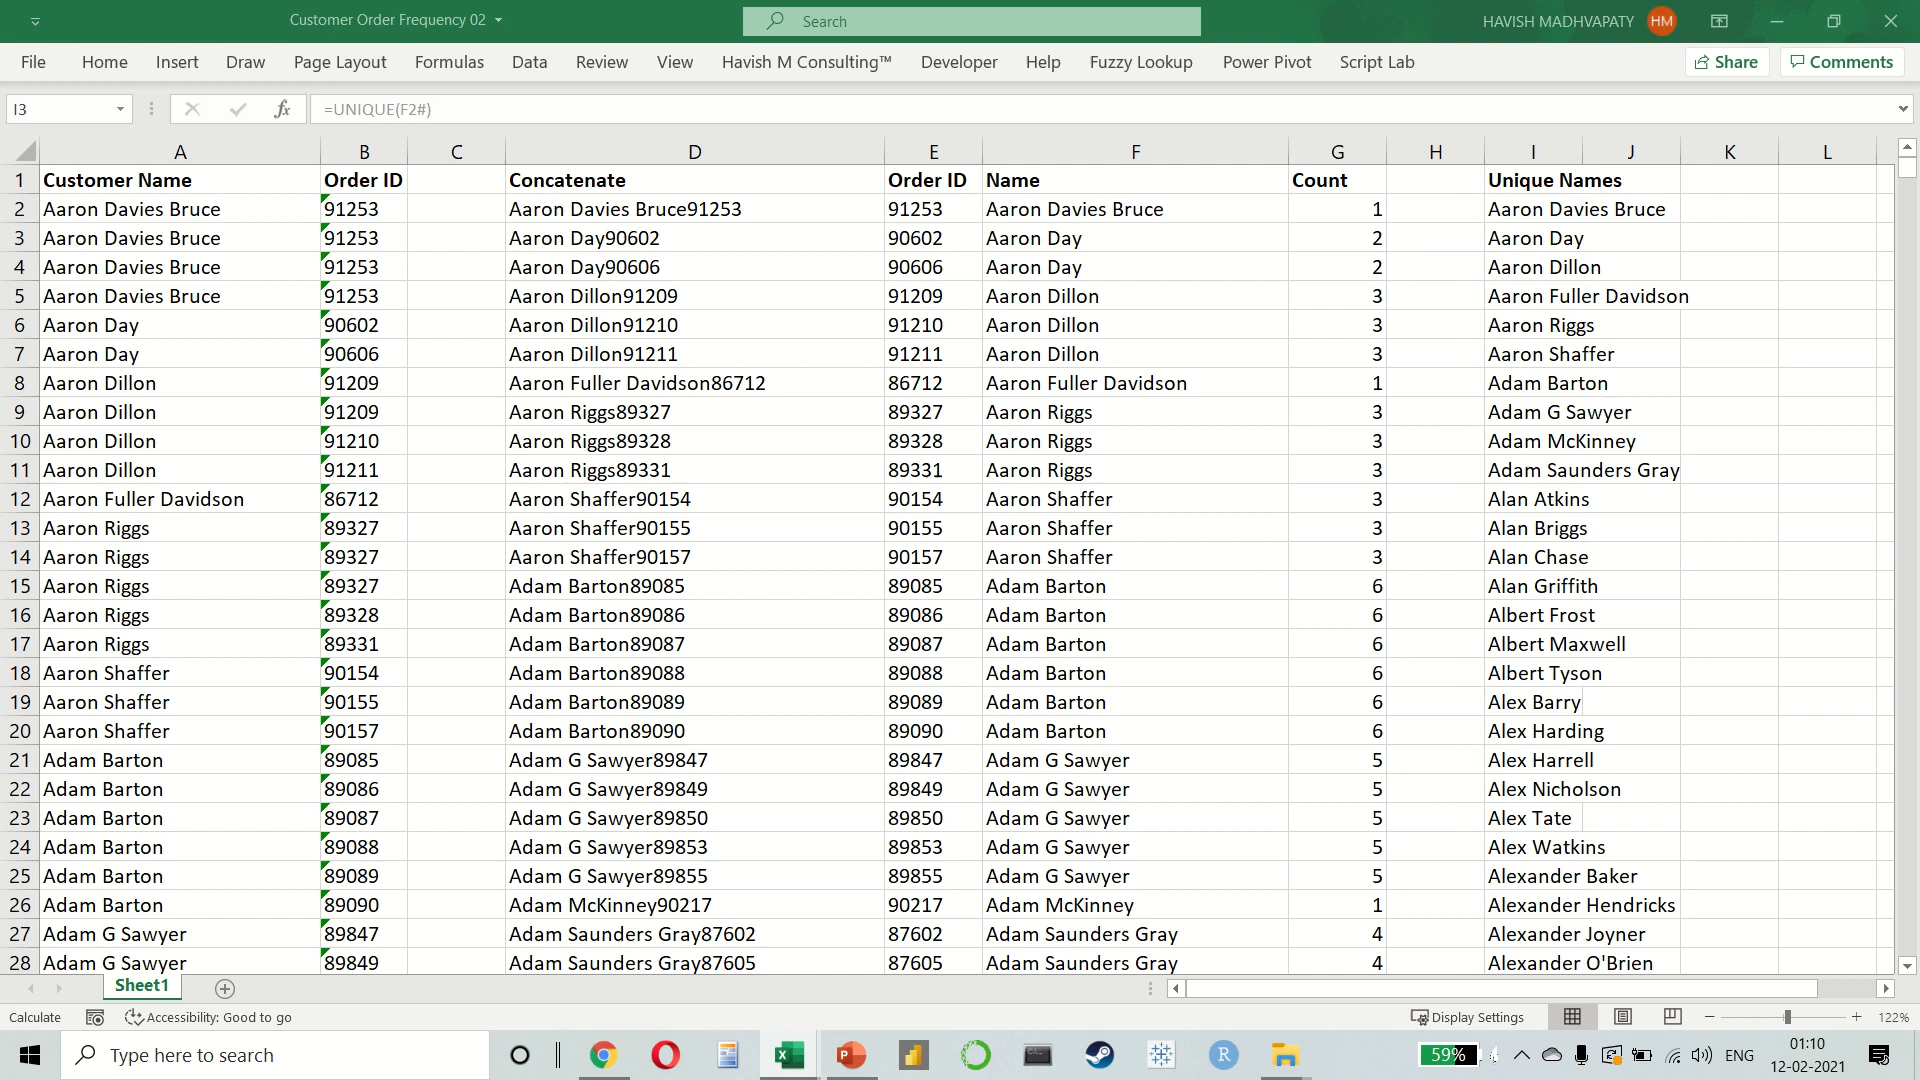 Customer Order Frequency 02
Search
HAVISH MADHVAPATY HM
File Home Insert Draw Page Layout Formulas Data Review View Havish M Consulting™ Developer Help Fuzzy Lookup Power Pivot Script Lab Share Comments
I3 fx =UNIQUE(F2#)
A B C D E F G H I J K L
1 Customer Name Order ID Concatenate Order ID Name Count Unique Names
2 Aaron Davies Bruce 91253 Aaron Davies Bruce91253 91253 Aaron Davies Bruce 1 Aaron Davies Bruce
3 Aaron Davies Bruce 91253 Aaron Day90602 90602 Aaron Day 2 Aaron Day
4 Aaron Davies Bruce 91253 Aaron Day90606 90606 Aaron Day 2 Aaron Dillon
5 Aaron Davies Bruce 91253 Aaron Dillon91209 91209 Aaron Dillon 3 Aaron Fuller Davidson
6 Aaron Day 90602 Aaron Dillon91210 91210 Aaron Dillon 3 Aaron Riggs
7 Aaron Day 90606 Aaron Dillon91211 91211 Aaron Dillon 3 Aaron Shaffer
8 Aaron Dillon 91209 Aaron Fuller Davidson86712 86712 Aaron Fuller Davidson 1 Adam Barton
9 Aaron Dillon 91209 Aaron Riggs89327 89327 Aaron Riggs 3 Adam G Sawyer
10 Aaron Dillon 91210 Aaron Riggs89328 89328 Aaron Riggs 3 Adam McKinney
11 Aaron Dillon 91211 Aaron Riggs89331 89331 Aaron Riggs 3 Adam Saunders Gray
12 Aaron Fuller Davidson 86712 Aaron Shaffer90154 90154 Aaron Shaffer 3 Alan Atkins
13 Aaron Riggs 89327 Aaron Shaffer90155 90155 Aaron Shaffer 3 Alan Briggs
14 Aaron Riggs 89327 Aaron Shaffer90157 90157 Aaron Shaffer 3 Alan Chase
15 Aaron Riggs 89327 Adam Barton89085 89085 Adam Barton 6 Alan Griffith
16 Aaron Riggs 89328 Adam Barton89086 89086 Adam Barton 6 Albert Frost
17 Aaron Riggs 89331 Adam Barton89087 89087 Adam Barton 6 Albert Maxwell
18 Aaron Shaffer 90154 Adam Barton89088 89088 Adam Barton 6 Albert Tyson
19 Aaron Shaffer 90155 Adam Barton89089 89089 Adam Barton 6 Alex Barry
20 Aaron Shaffer 90157 Adam Barton89090 89090 Adam Barton 6 Alex Harding
21 Adam Barton 89085 Adam G Sawyer89847 89847 Adam G Sawyer 5 Alex Harrell
22 Adam Barton 89086 Adam G Sawyer89849 89849 Adam G Sawyer 5 Alex Nicholson
23 Adam Barton 89087 Adam G Sawyer89850 89850 Adam G Sawyer 5 Alex Tate
24 Adam Barton 89088 Adam G Sawyer89853 89853 Adam G Sawyer 5 Alex Watkins
25 Adam Barton 89089 Adam G Sawyer89855 89855 Adam G Sawyer 5 Alexander Baker
26 Adam Barton 89090 Adam McKinney90217 90217 Adam McKinney 1 Alexander Hendricks
27 Adam G Sawyer 89847 Adam Saunders Gray87602 87602 Adam Saunders Gray 4 Alexander Joyner
28 Adam G Sawyer 89849 Adam Saunders Gray87605 87605 Adam Saunders Gray 4 Alexander O'Brien
Sheet1
Calculate Accessibility: Good to go Display Settings 122%
Type here to search 59% ENG 01:10
12-02-2021